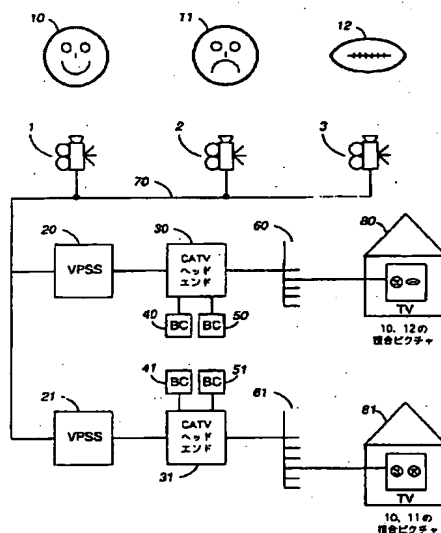 10
11
12
1
2
3
70
20
30
60
80
VPSS
CATV
ヘッド
エンド
TV
40
BC
BC
50
10、12の
複合ピクチャ
41
BC
BC
51
21
61
81
VPSS
CATV
ヘッド
エンド
31
TV
10、11の
複合ピクチャ